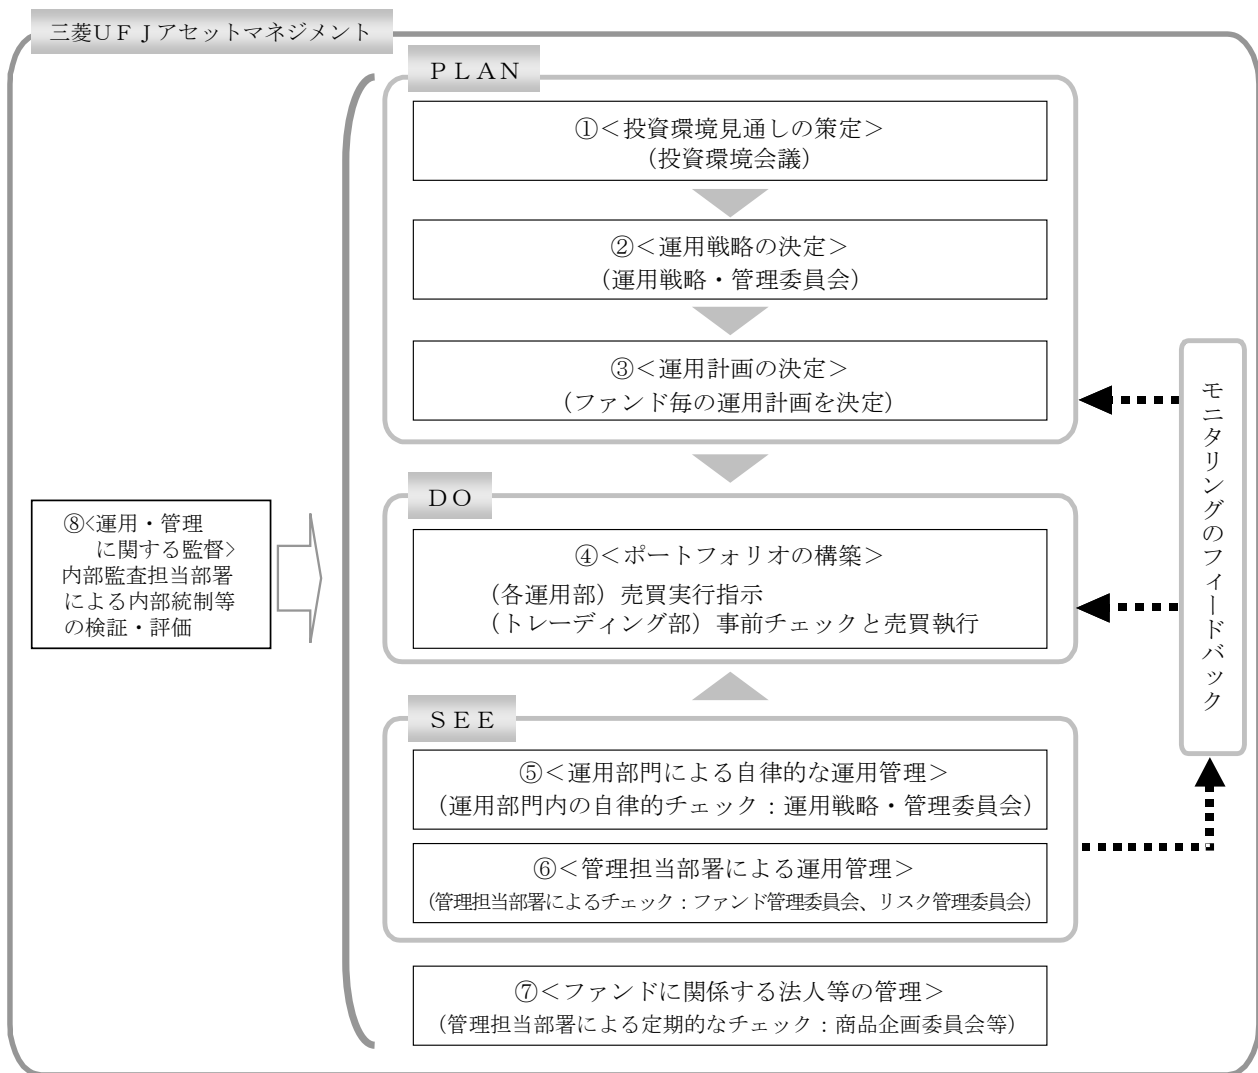 三菱ＵＦＪアセットマネジメント
ＰＬＡＮ
①＜投資環境見通しの策定＞
（投資環境会議）
②＜運用戦略の決定＞
（運用戦略・管理委員会）
③＜運用計画の決定＞
（ファンド毎の運用計画を決定）
ＤＯ
④＜ポートフォリオの構築＞
（各運用部）売買実行指示
（トレーディング部）事前チェックと売買執行
ＳＥＥ
⑤＜運用部門による自律的な運用管理＞
（運用部門内の自律的チェック：運用戦略・管理委員会）
⑥＜管理担当部署による運用管理＞
（管理担当部署によるチェック：ファンド管理委員会、リスク管理委員会）
⑦＜ファンドに関係する法人等の管理＞
（管理担当部署による定期的なチェック：商品企画委員会等）
⑧<運用・管理
に関する監督>
内部監査担当部署
による内部統制等
の検証・評価
モニタリングのフィードバック